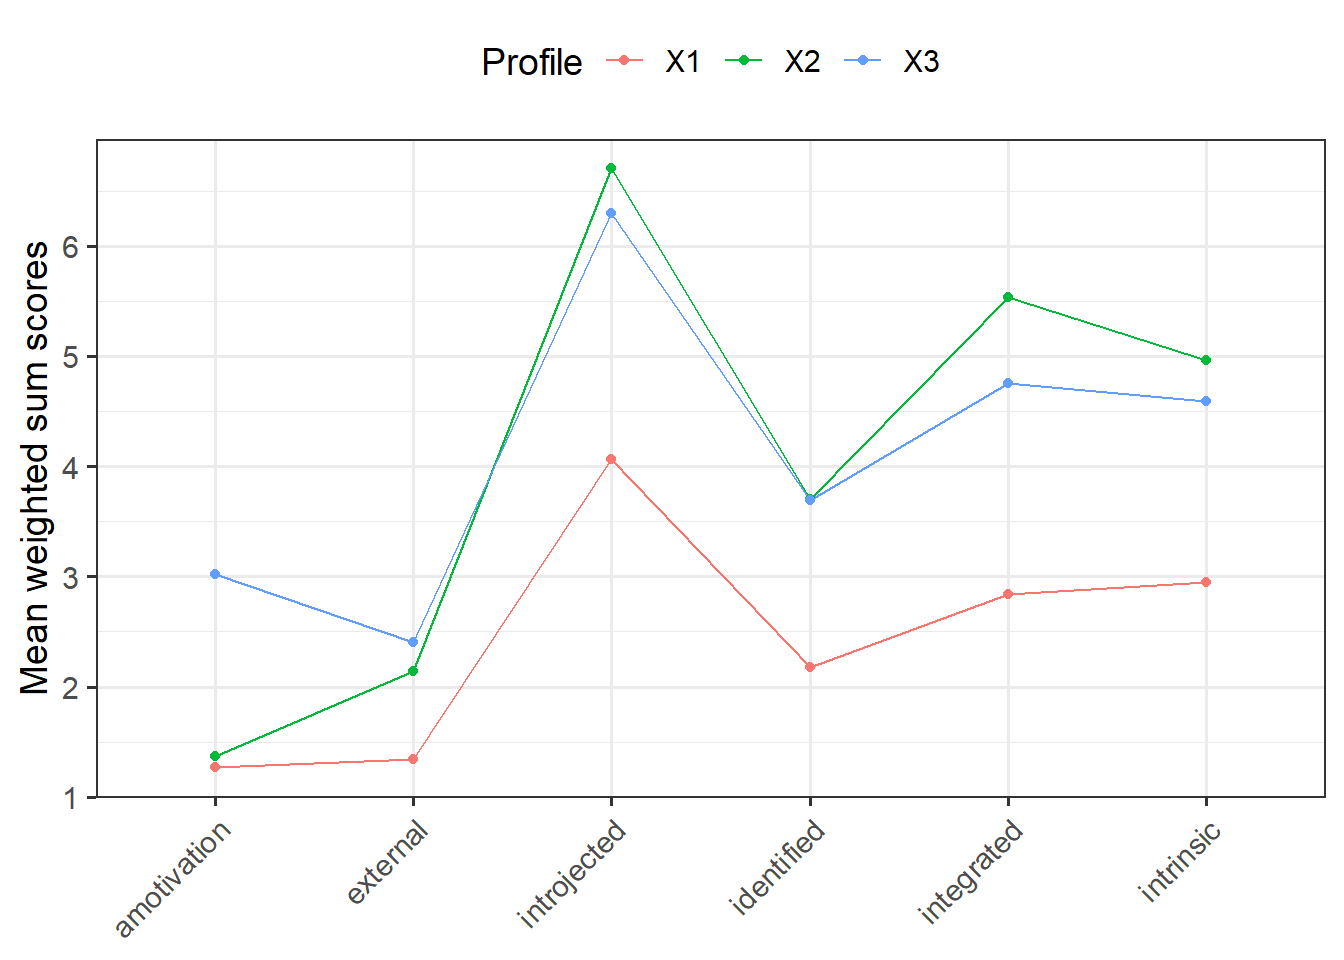 Profile X1 X2 X3
Mean weighted sum scores
6
5
4
3
2
1
amotivation external introjected identified integrated intrinsic